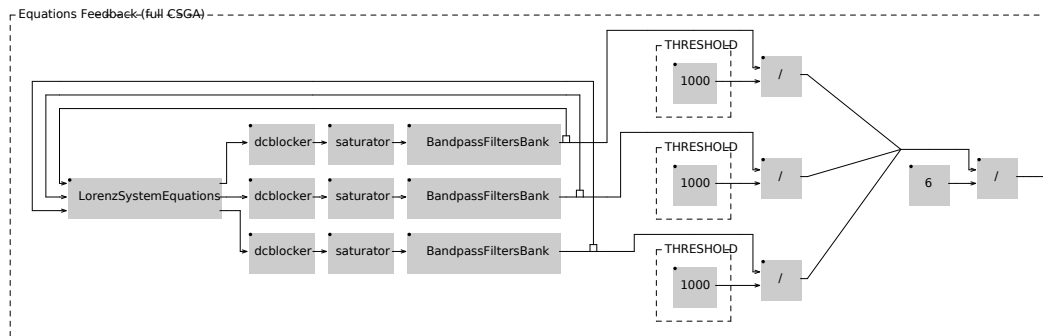 Equations Feedback (full CSGA)
THRESHOLD
1000
/
dcblocker saturator BandpassFiltersBank
THRESHOLD
LorenzSystemEquations dcblocker saturator BandpassFiltersBank
1000
/
6
/
dcblocker saturator BandpassFiltersBank
THRESHOLD
1000
/